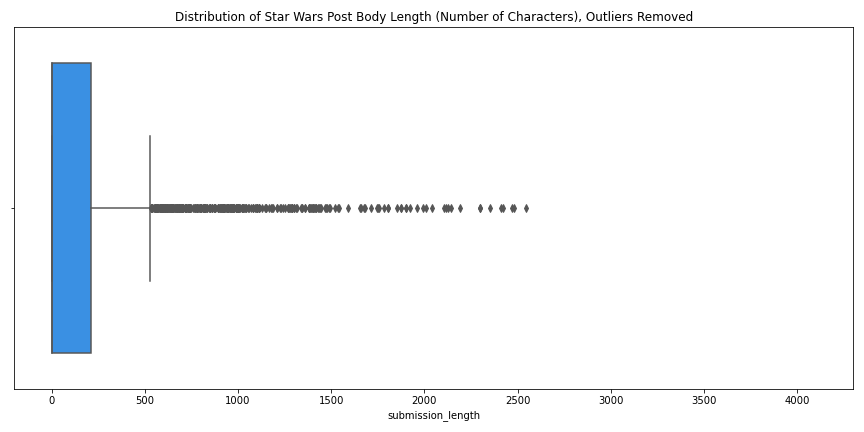 Distribution of Star Wars Post Body Length (Number of Characters), Outliers Removed
0 500 1000 1500 2000 2500 3000 3500 4000
submission_length